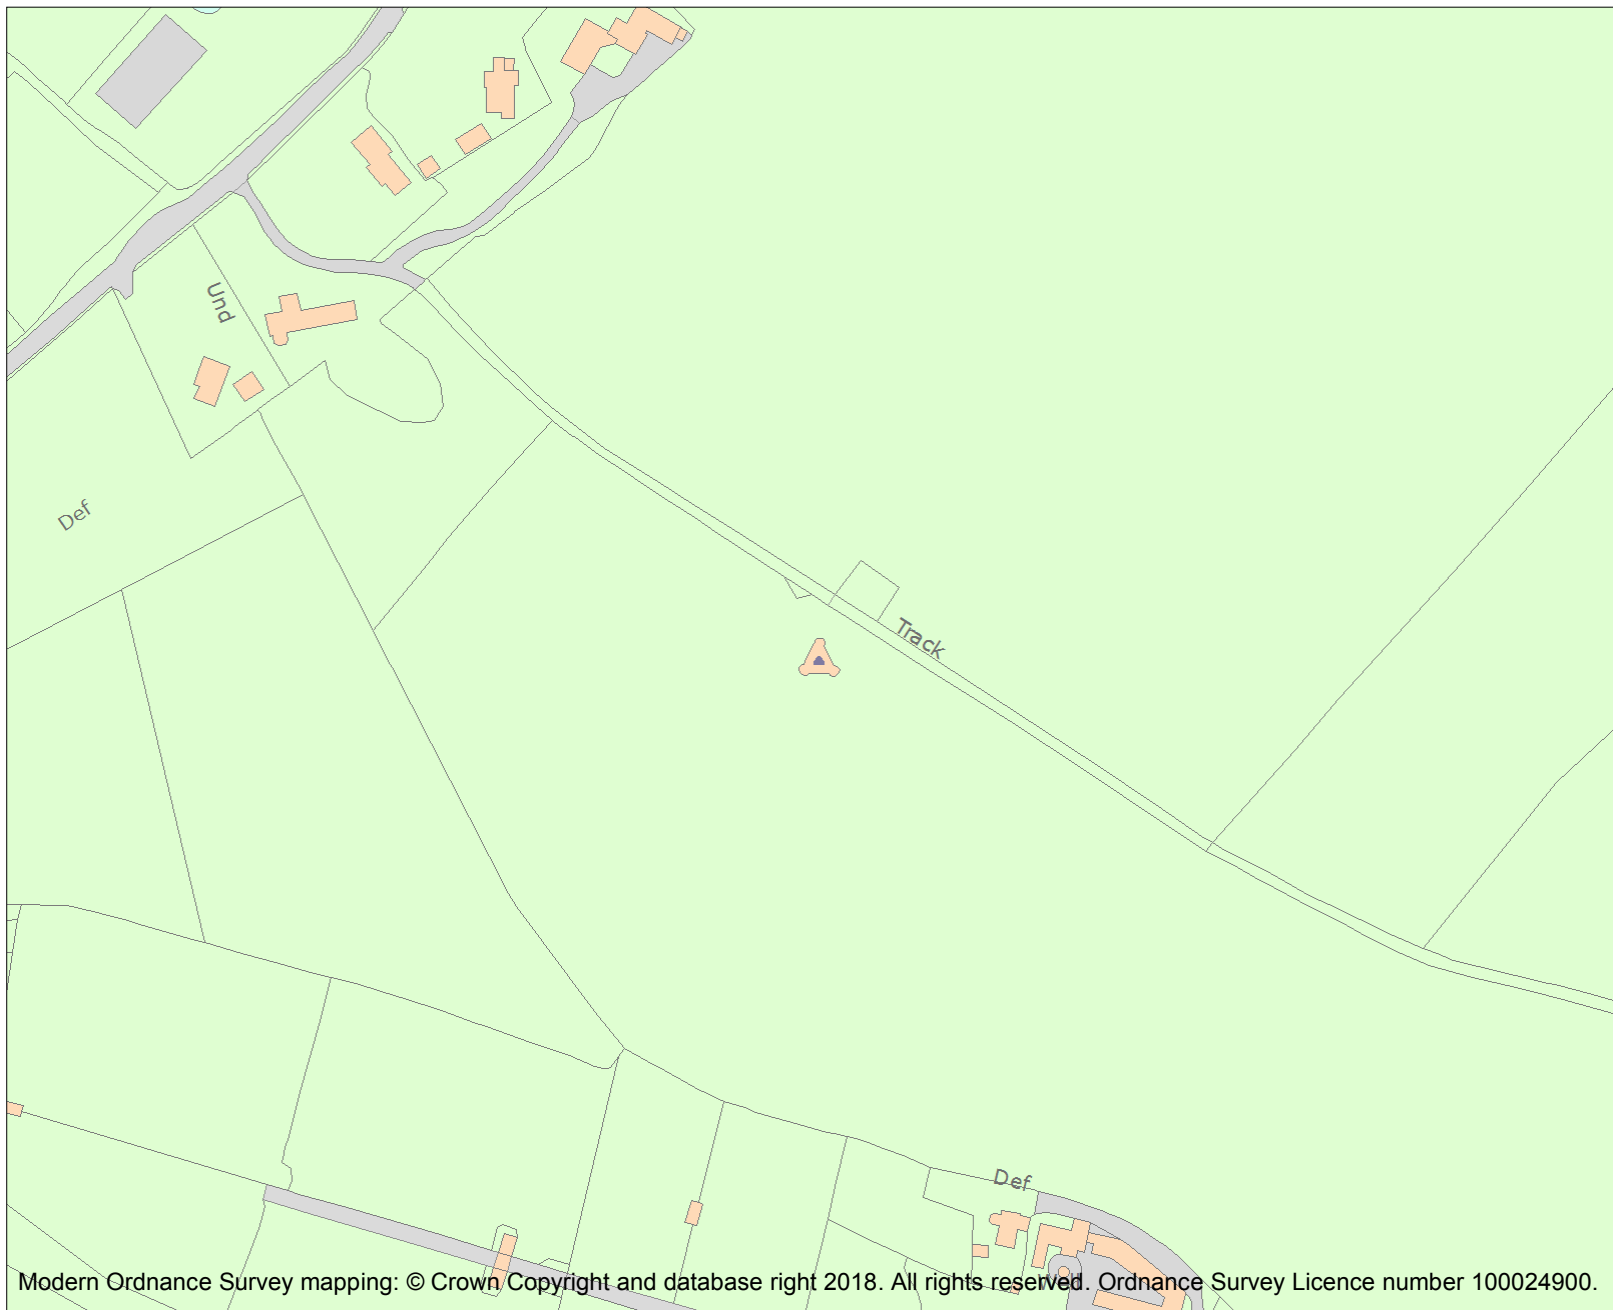 Und
Def
Track
Def
Well
Modern Ordnance Survey mapping: © Crown Copyright and database right 2018. All rights reserved. Ordnance Survey Licence number 100024900.